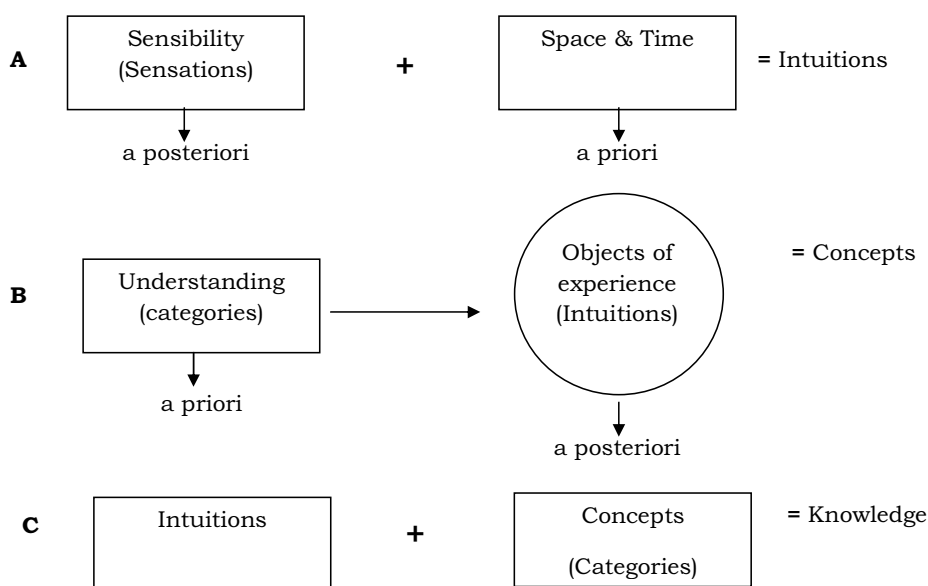 A
Sensibility
(Sensations)
+
Space & Time
= Intuitions
a posteriori
a priori
B
Understanding
(categories)
Objects of
experience
(Intuitions)
= Concepts
a priori
a posteriori
C
Intuitions
+
Concepts
(Categories)
= Knowledge